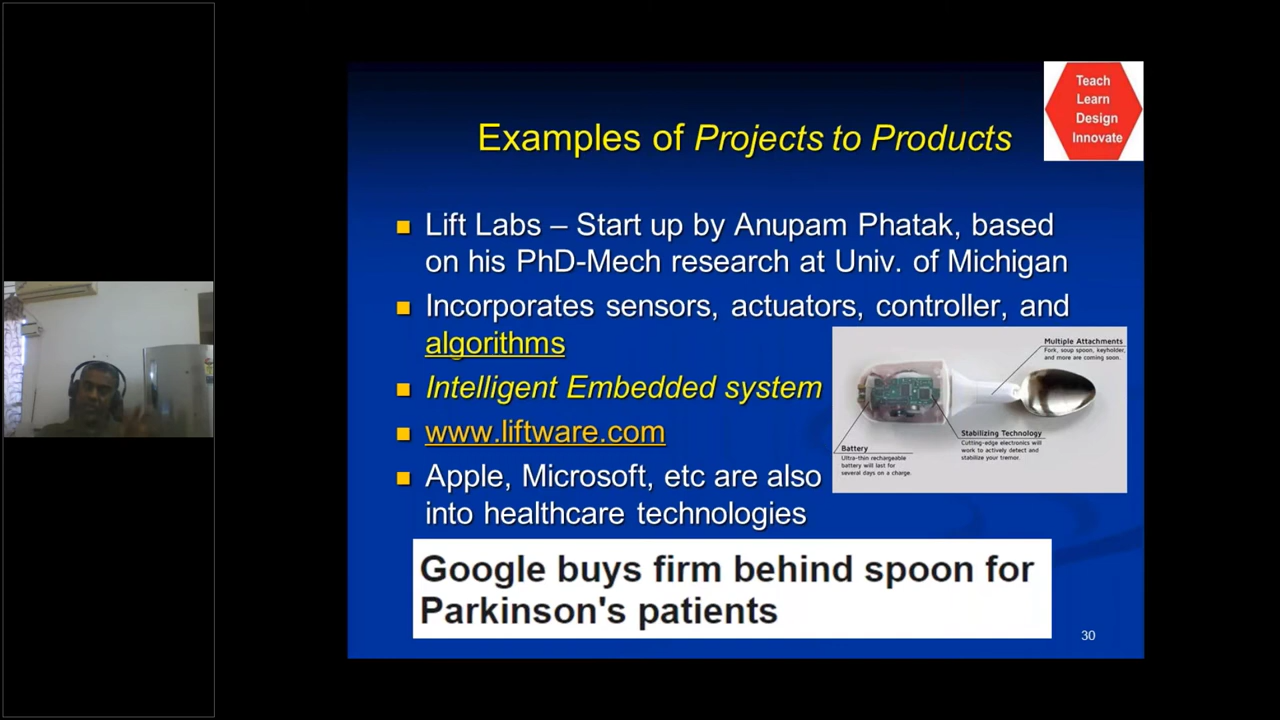 Teach
Learn
Design
Innovate
Examples of Projects to Products
Lift Labs – Start up by Anupam Phatak, based
on his PhD-Mech research at Univ. of Michigan
Incorporates sensors, actuators, controller, and
algorithms
Intelligent Embedded system
www.liftware.com
Apple, Microsoft, etc are also
into healthcare technologies
Multiple Attachments
Fork, soup spoon, keyholder,
and more are coming soon.
Stabilizing Technology
Cutting-edge electronics will
work to actively detect and
stabilize your tremor.
Battery
Ultra-thin rechargeable
battery will last for
several days on a charge.
Google buys firm behind spoon for
Parkinson's patients
30